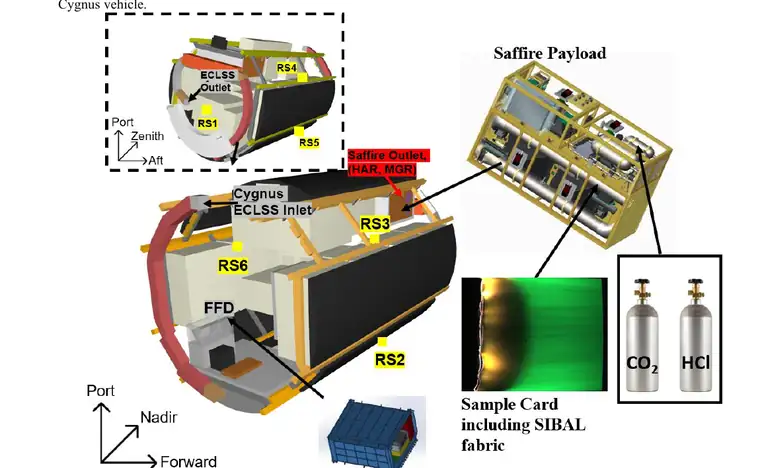 Cygnus vehicle.
RS4
ECLSS
Outlet
RS1
RS5
Port
Zenith
Aft
Saffire Payload
Saffire Outlet,
(HAR, MGR)
Cygnus
ECLSS Inlet
RS3
RS6
FFD
RS2
CO₂
HCl
Sample Card
including SIBAL
fabric
Port
Nadir
Forward